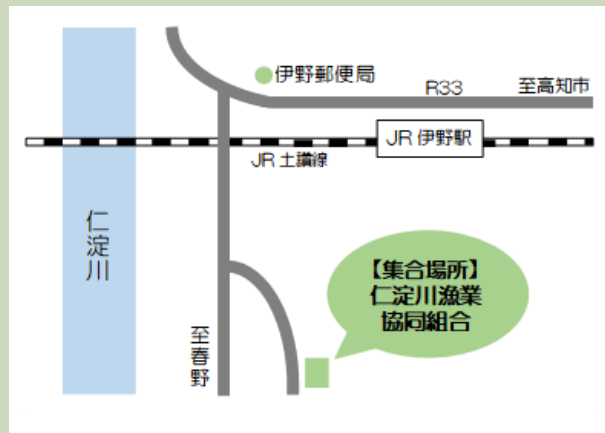 伊野郵便局
R33
至高知市
JR 伊野駅
JR 土讃線
仁淀川
【集合場所】
仁淀川漁業
協同組合
至春野